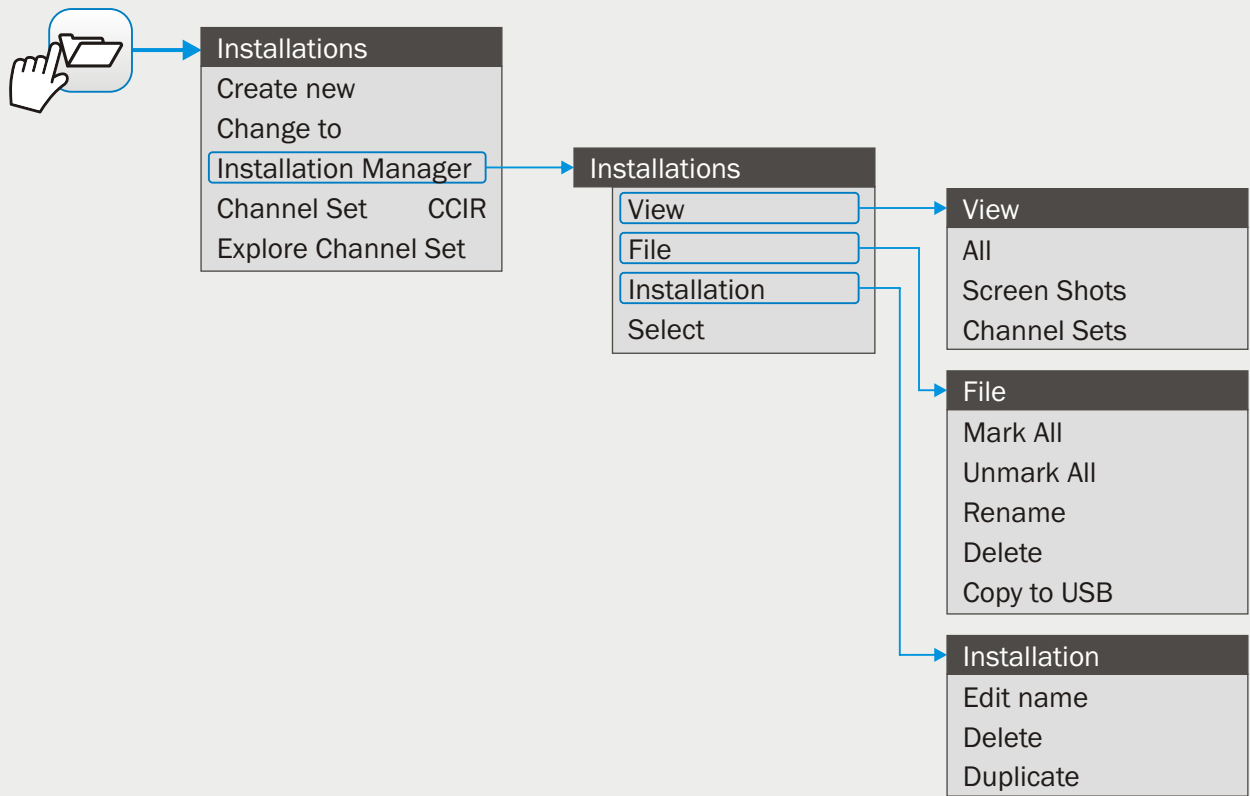 Installations
Create new
Change to
Installation Manager
Channel Set CCIR
Explore Channel Set
Installations
View
File
Installation
Select
View
All
Screen Shots
Channel Sets
File
Mark All
Unmark All
Rename
Delete
Copy to USB
Installation
Edit name
Delete
Duplicate